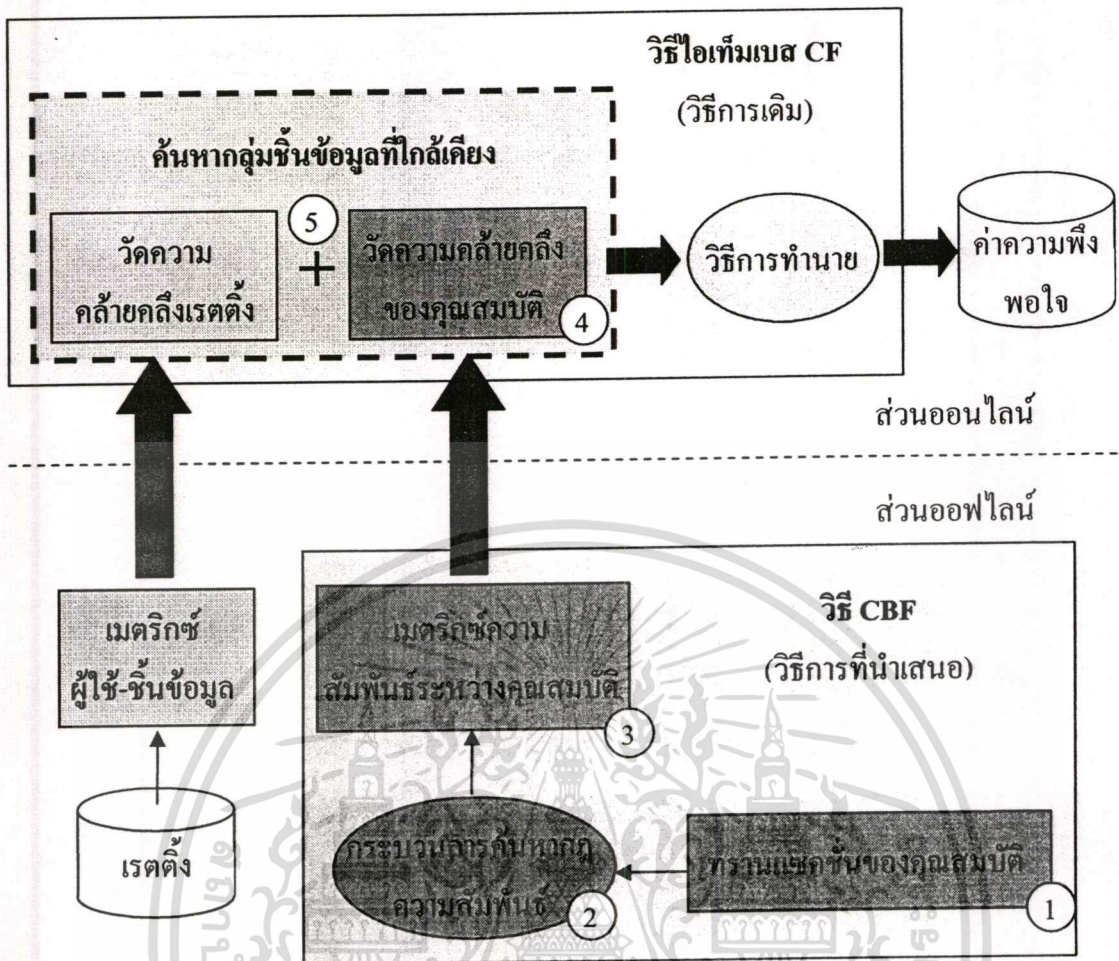 วิธีไอเท็มเบส CF
(วิธีการเดิม)
ค้นหากลุ่มชิ้นข้อมูลที่ใกล้เคียง
วัดความ
คล้ายคลึงเรตติ้ง
5
+
วัดความคล้ายคลึง
ของคุณสมบัติ
4
วิธีการทำนาย
ค่าความพึง
พอใจ
ส่วนออนไลน์
ส่วนออฟไลน์
เมตริกซ์
ผู้ใช้-ชิ้นข้อมูล
เมตริกซ์ความ
สัมพันธ์ระหว่างคุณสมบัติ
3
วิธี CBF
(วิธีการที่นำเสนอ)
เรตติ้ง
กระบวนการค้นหากฎ
ความสัมพันธ์
2
ทรานแซคชั่นของคุณสมบัติ
1